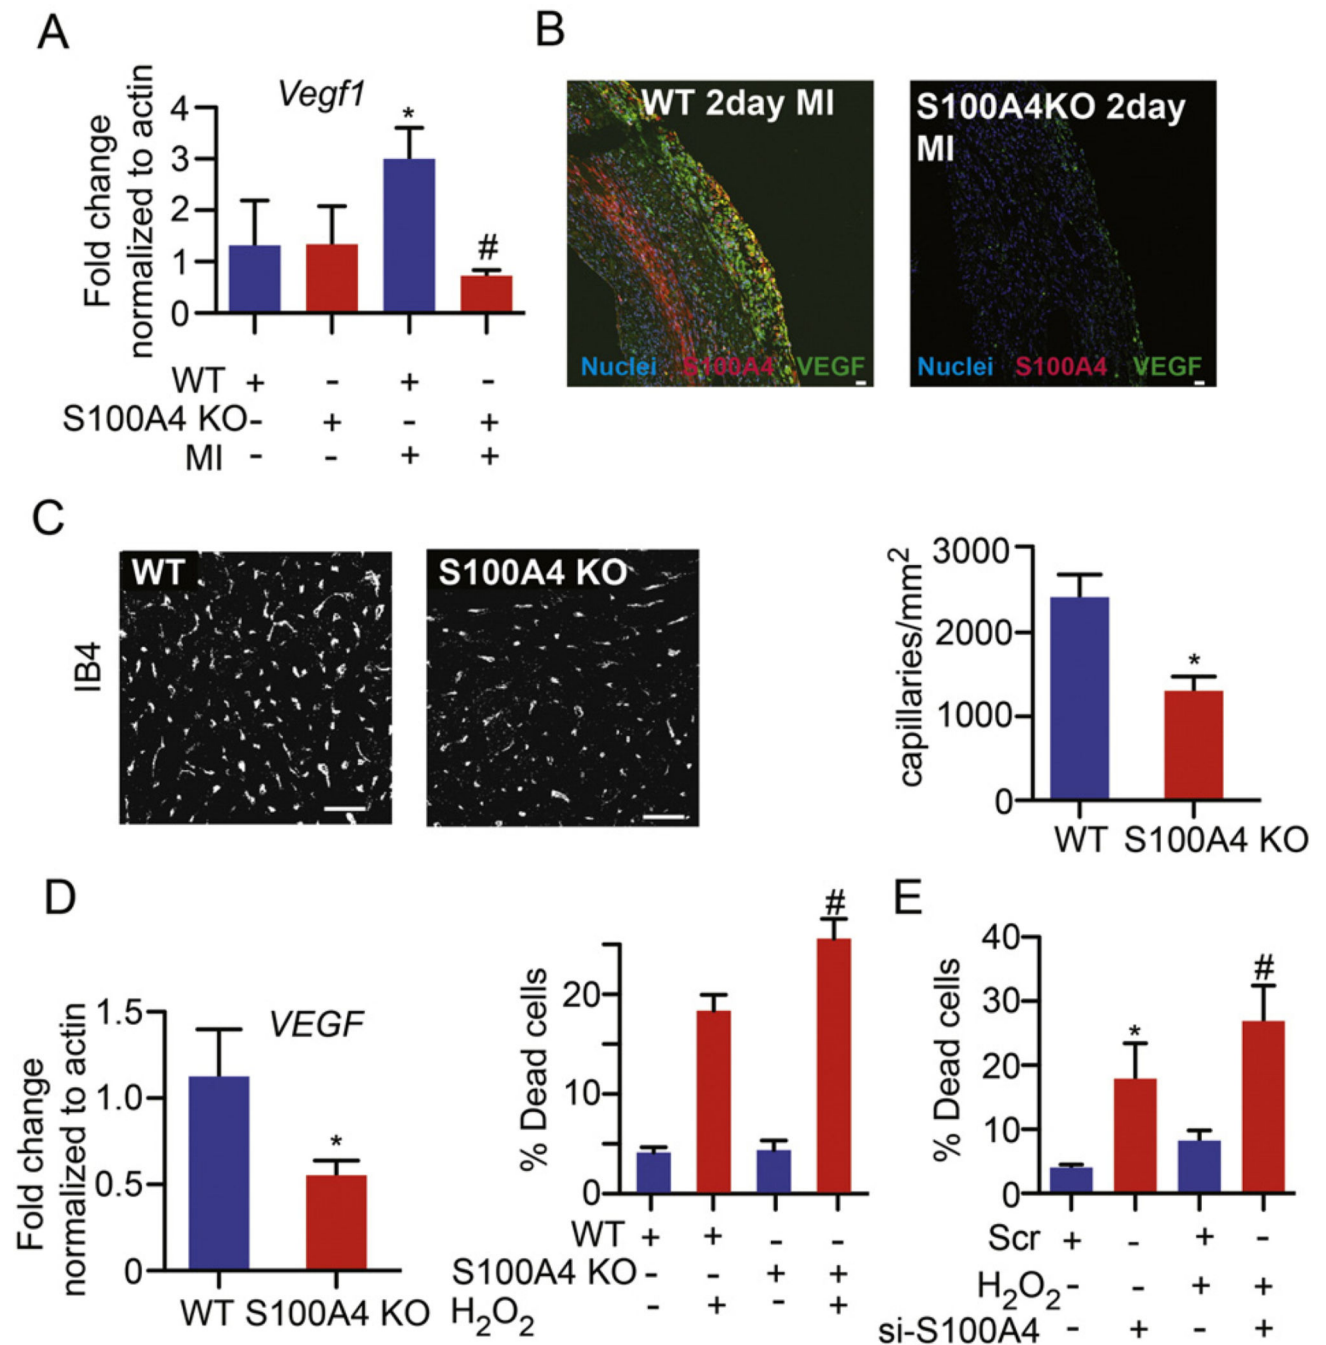 A
Vegf1
Fold change
normalized to actin
4
3
2
1
0
*
#
WT + - + -
S100A4 KO- + - +
MI - - + +
B
WT 2day MI
Nuclei S100A4 VEGF
S100A4KO 2day
MI
Nuclei S100A4 VEGF
C
IB4
WT
S100A4 KO
capillaries/mm2
3000
2000
1000
0
*
WT S100A4 KO
D
Fold change
normalized to actin
1.5
1.0
0.5
0
VEGF
*
WT S100A4 KO
% Dead cells
20
10
0
#
WT + + - -
S100A4 KO - - + +
H2O2 - + - +
E
% Dead cells
40
30
20
10
0
*
#
Scr + - + -
H2O2- - + +
si-S100A4 - + - +